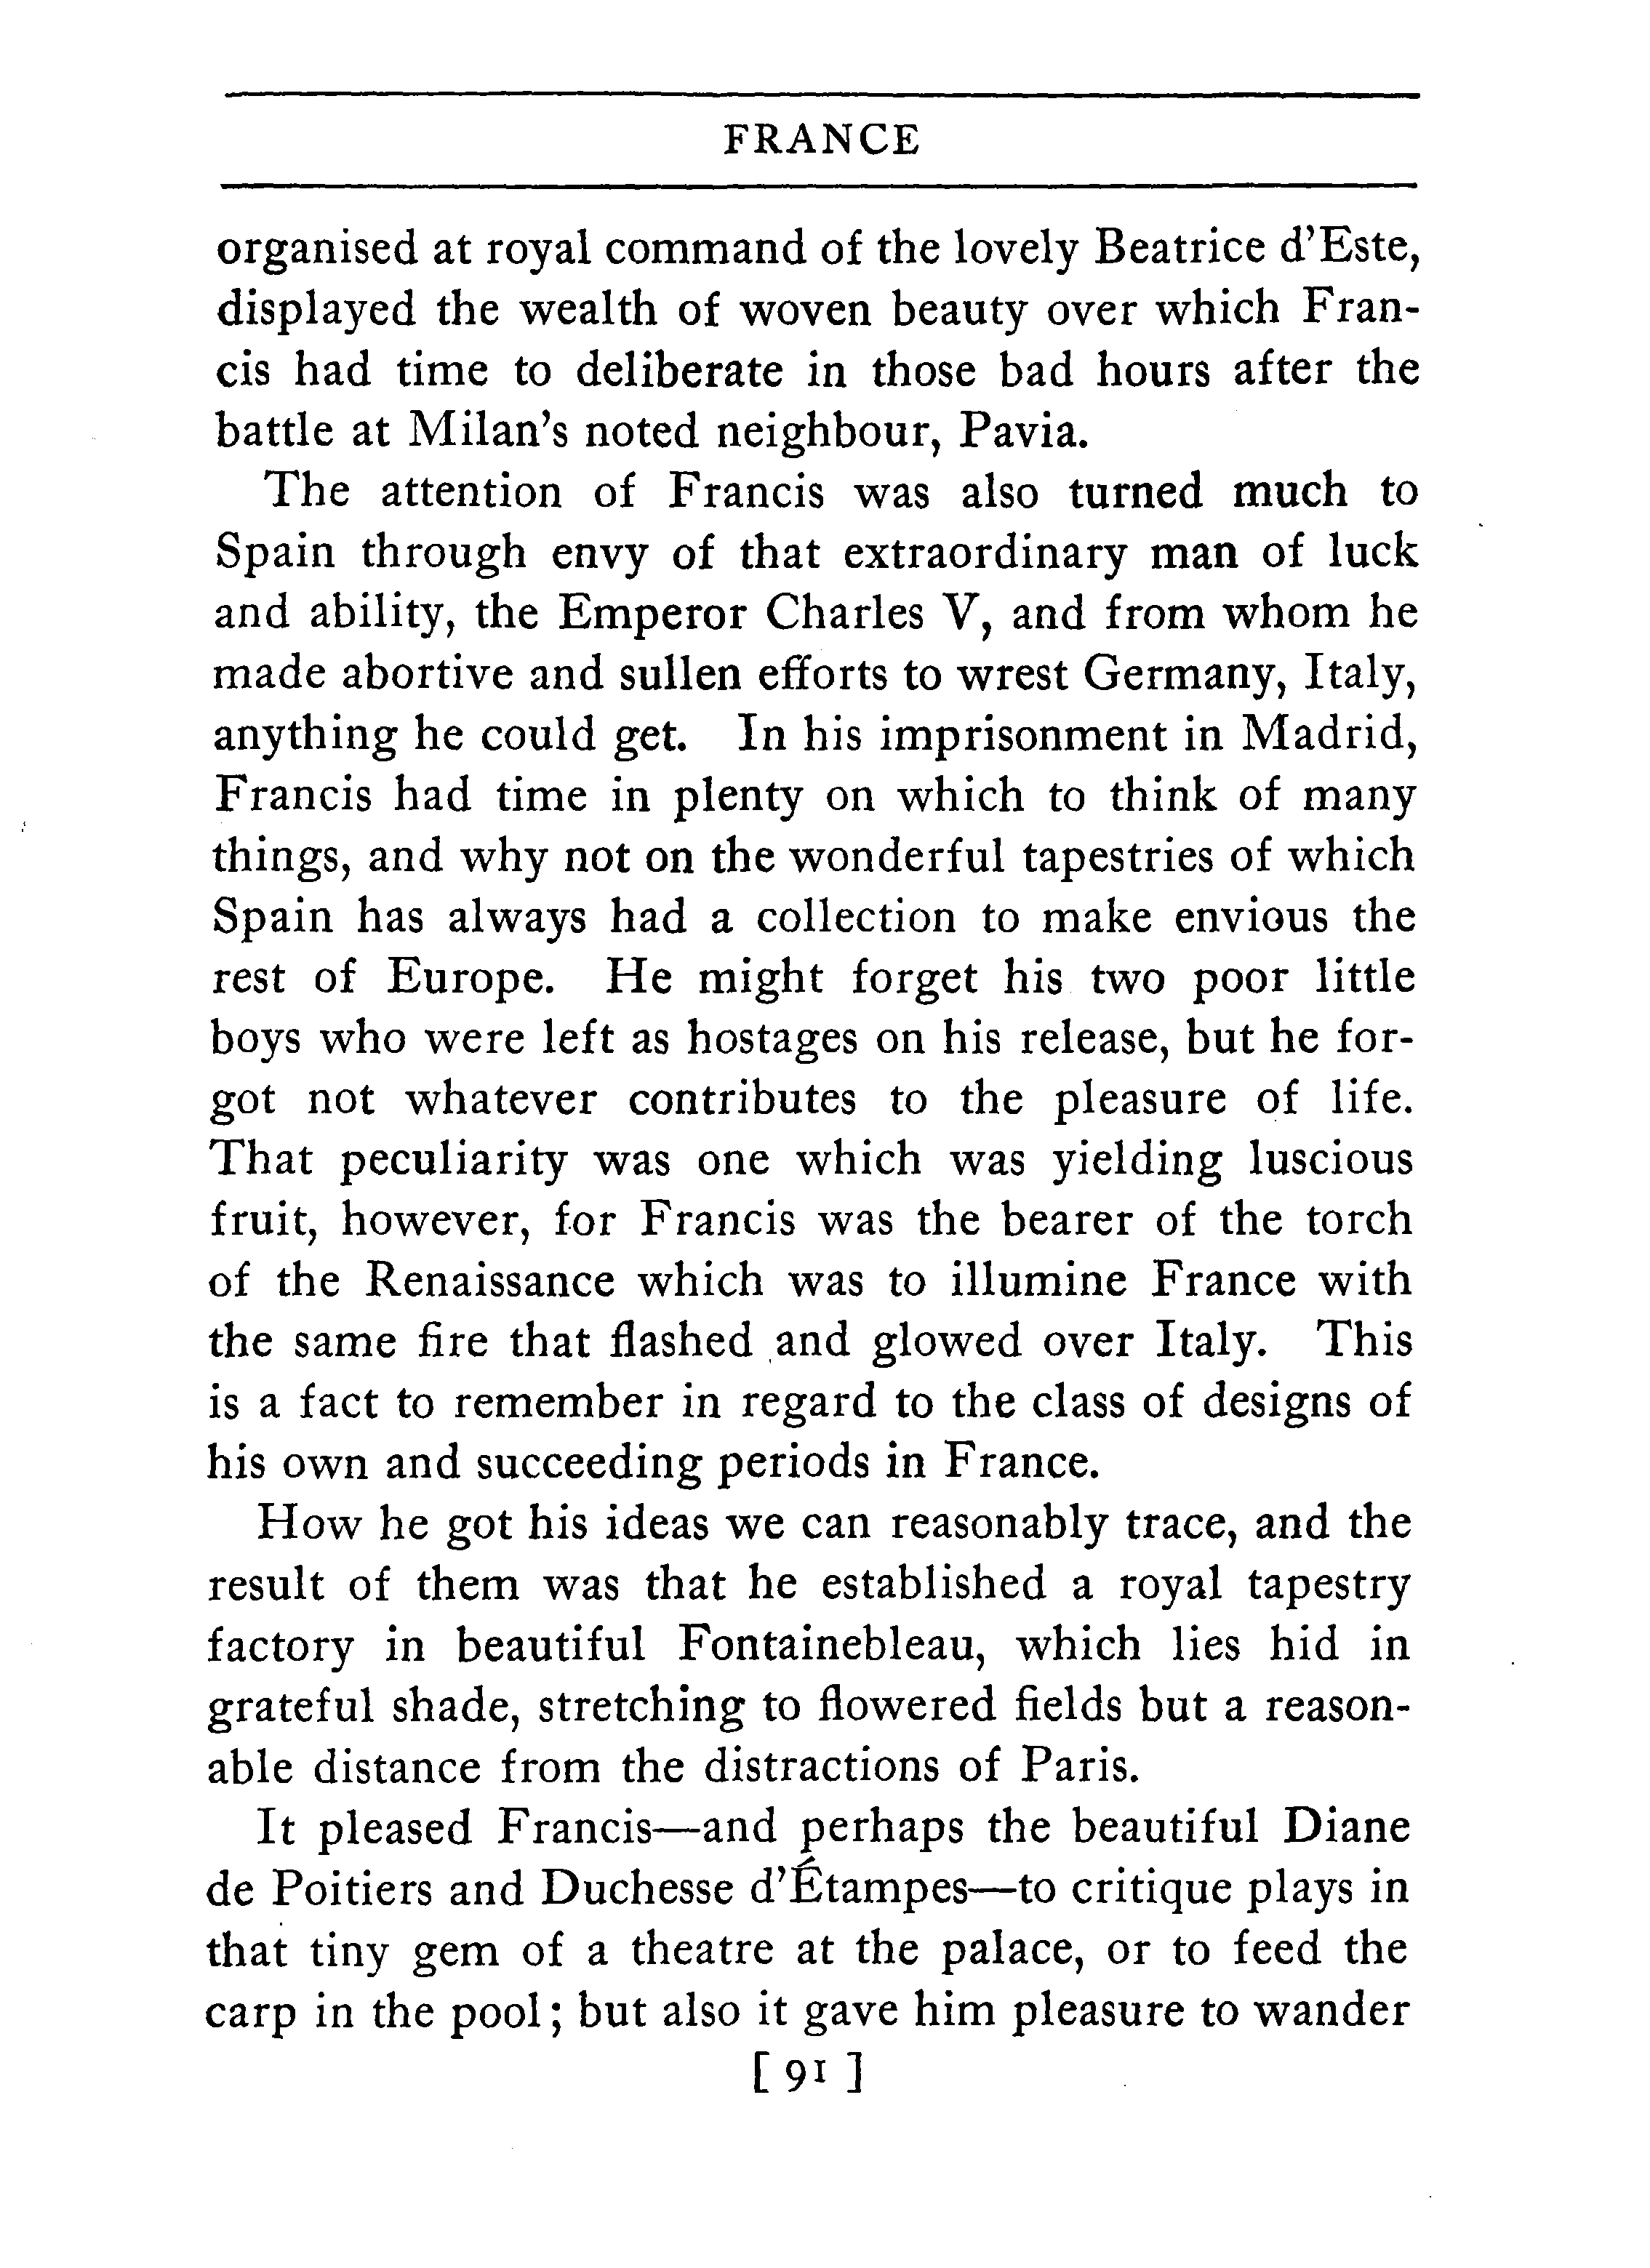 FRANCE
organised at royal command of the lovely Beatrice d'Este,
displayed the wealth of woven beauty over which Fran-
cis had time to deliberate in those bad hours after the
battle at Milan's noted neighbour, Pavia.
The attention of Francis was also turned much to
Spain through envy of that extraordinary man of luck
and ability, the Emperor Charles V, and from whom he
made abortive and sullen efforts to wrest Germany, Italy,
anything he could get. In his imprisonment in Madrid,
Francis had time in plenty on which to think of many
things, and why not on the wonderful tapestries of which
Spain has always had a collection to make envious the
rest of Europe. He might forget his two poor little
boys who were left as hostages on his release, but he for-
got not whatever contributes to the pleasure of life.
That peculiarity was one which was yielding luscious
fruit, however, for Francis was the bearer of the torch
of the Renaissance which was to illumine France with
the same fire that flashed and glowed over Italy. This
is a fact to remember in regard to the class of designs of
his own and succeeding periods in France.
How he got his ideas we can reasonably trace, and the
result of them was that he established a royal tapestry
factory in beautiful Fontainebleau, which lies hid in
grateful shade, stretching to flowered fields but a reason-
able distance from the distractions of Paris.
It pleased Francis—and perhaps the beautiful Diane
de Poitiers and Duchesse d'Étampes—to critique plays in
that tiny gem of a theatre at the palace, or to feed the
carp in the pool; but also it gave him pleasure to wander
[ 91 ]